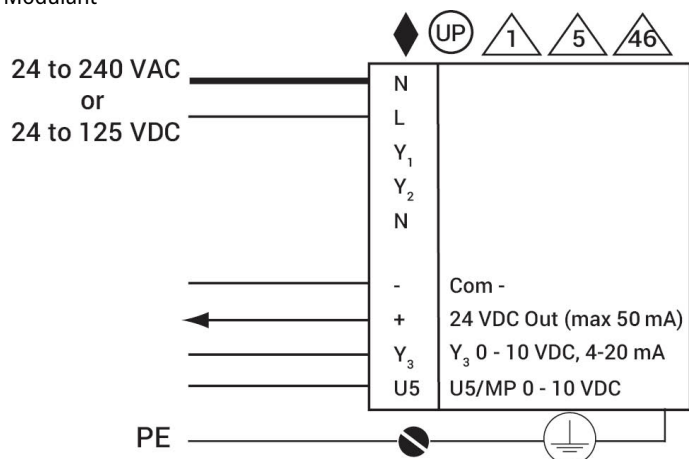 Modulant
UP 1 5 46
24 to 240 VAC
or
24 to 125 VDC
N
L
Y1
Y2
N
- Com -
+ 24 VDC Out (max 50 mA)
Y3 Y3 0 - 10 VDC, 4-20 mA
U5 U5/MP 0 - 10 VDC
PE